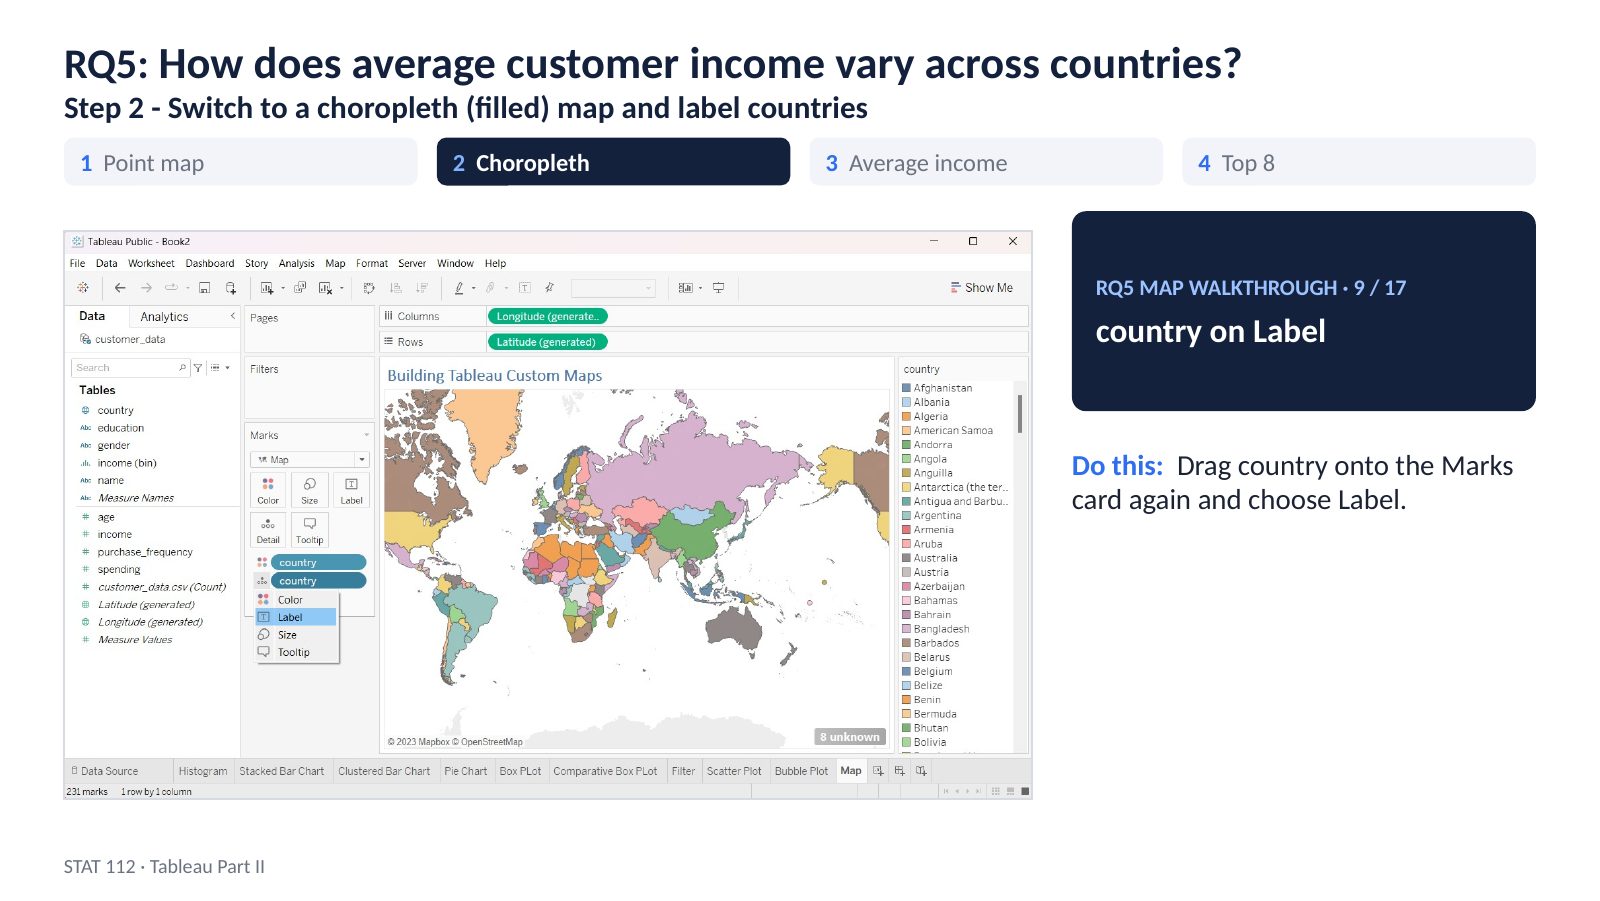 RQ5: How does average customer income vary across countries?
Step 2 - Switch to a choropleth (filled) map and label countries
1 Point map
2 Choropleth
3 Average income
4 Top 8
Tableau Public - Book2
File Data Worksheet Dashboard Story Analysis Map Format Server Window Help
Show Me
Data Analytics
customer_data
Search
Tables
country
Abc education
Abc gender
income (bin)
Abc name
Abc Measure Names
# age
# income
# purchase_frequency
# spending
# customer_data.csv (Count)
Latitude (generated)
Longitude (generated)
# Measure Values
Pages
Filters
Marks
Map
Color Size Label
Detail Tooltip
country
country
Color
Label
Size
Tooltip
Columns Longitude (generate..
Rows Latitude (generated)
Building Tableau Custom Maps
© 2023 Mapbox © OpenStreetMap
8 unknown
country
Afghanistan
Albania
Algeria
American Samoa
Andorra
Angola
Anguilla
Antarctica (the ter..
Antigua and Barbu..
Argentina
Armenia
Aruba
Australia
Austria
Azerbaijan
Bahamas
Bahrain
Bangladesh
Barbados
Belarus
Belgium
Belize
Benin
Bermuda
Bhutan
Bolivia
Data Source Histogram Stacked Bar Chart Clustered Bar Chart Pie Chart Box PLot Comparative Box PLot Filter Scatter Plot Bubble Plot Map
231 marks 1 row by 1 column
RQ5 MAP WALKTHROUGH · 9 / 17
country on Label
Do this: Drag country onto the Marks
card again and choose Label.
STAT 112 · Tableau Part II